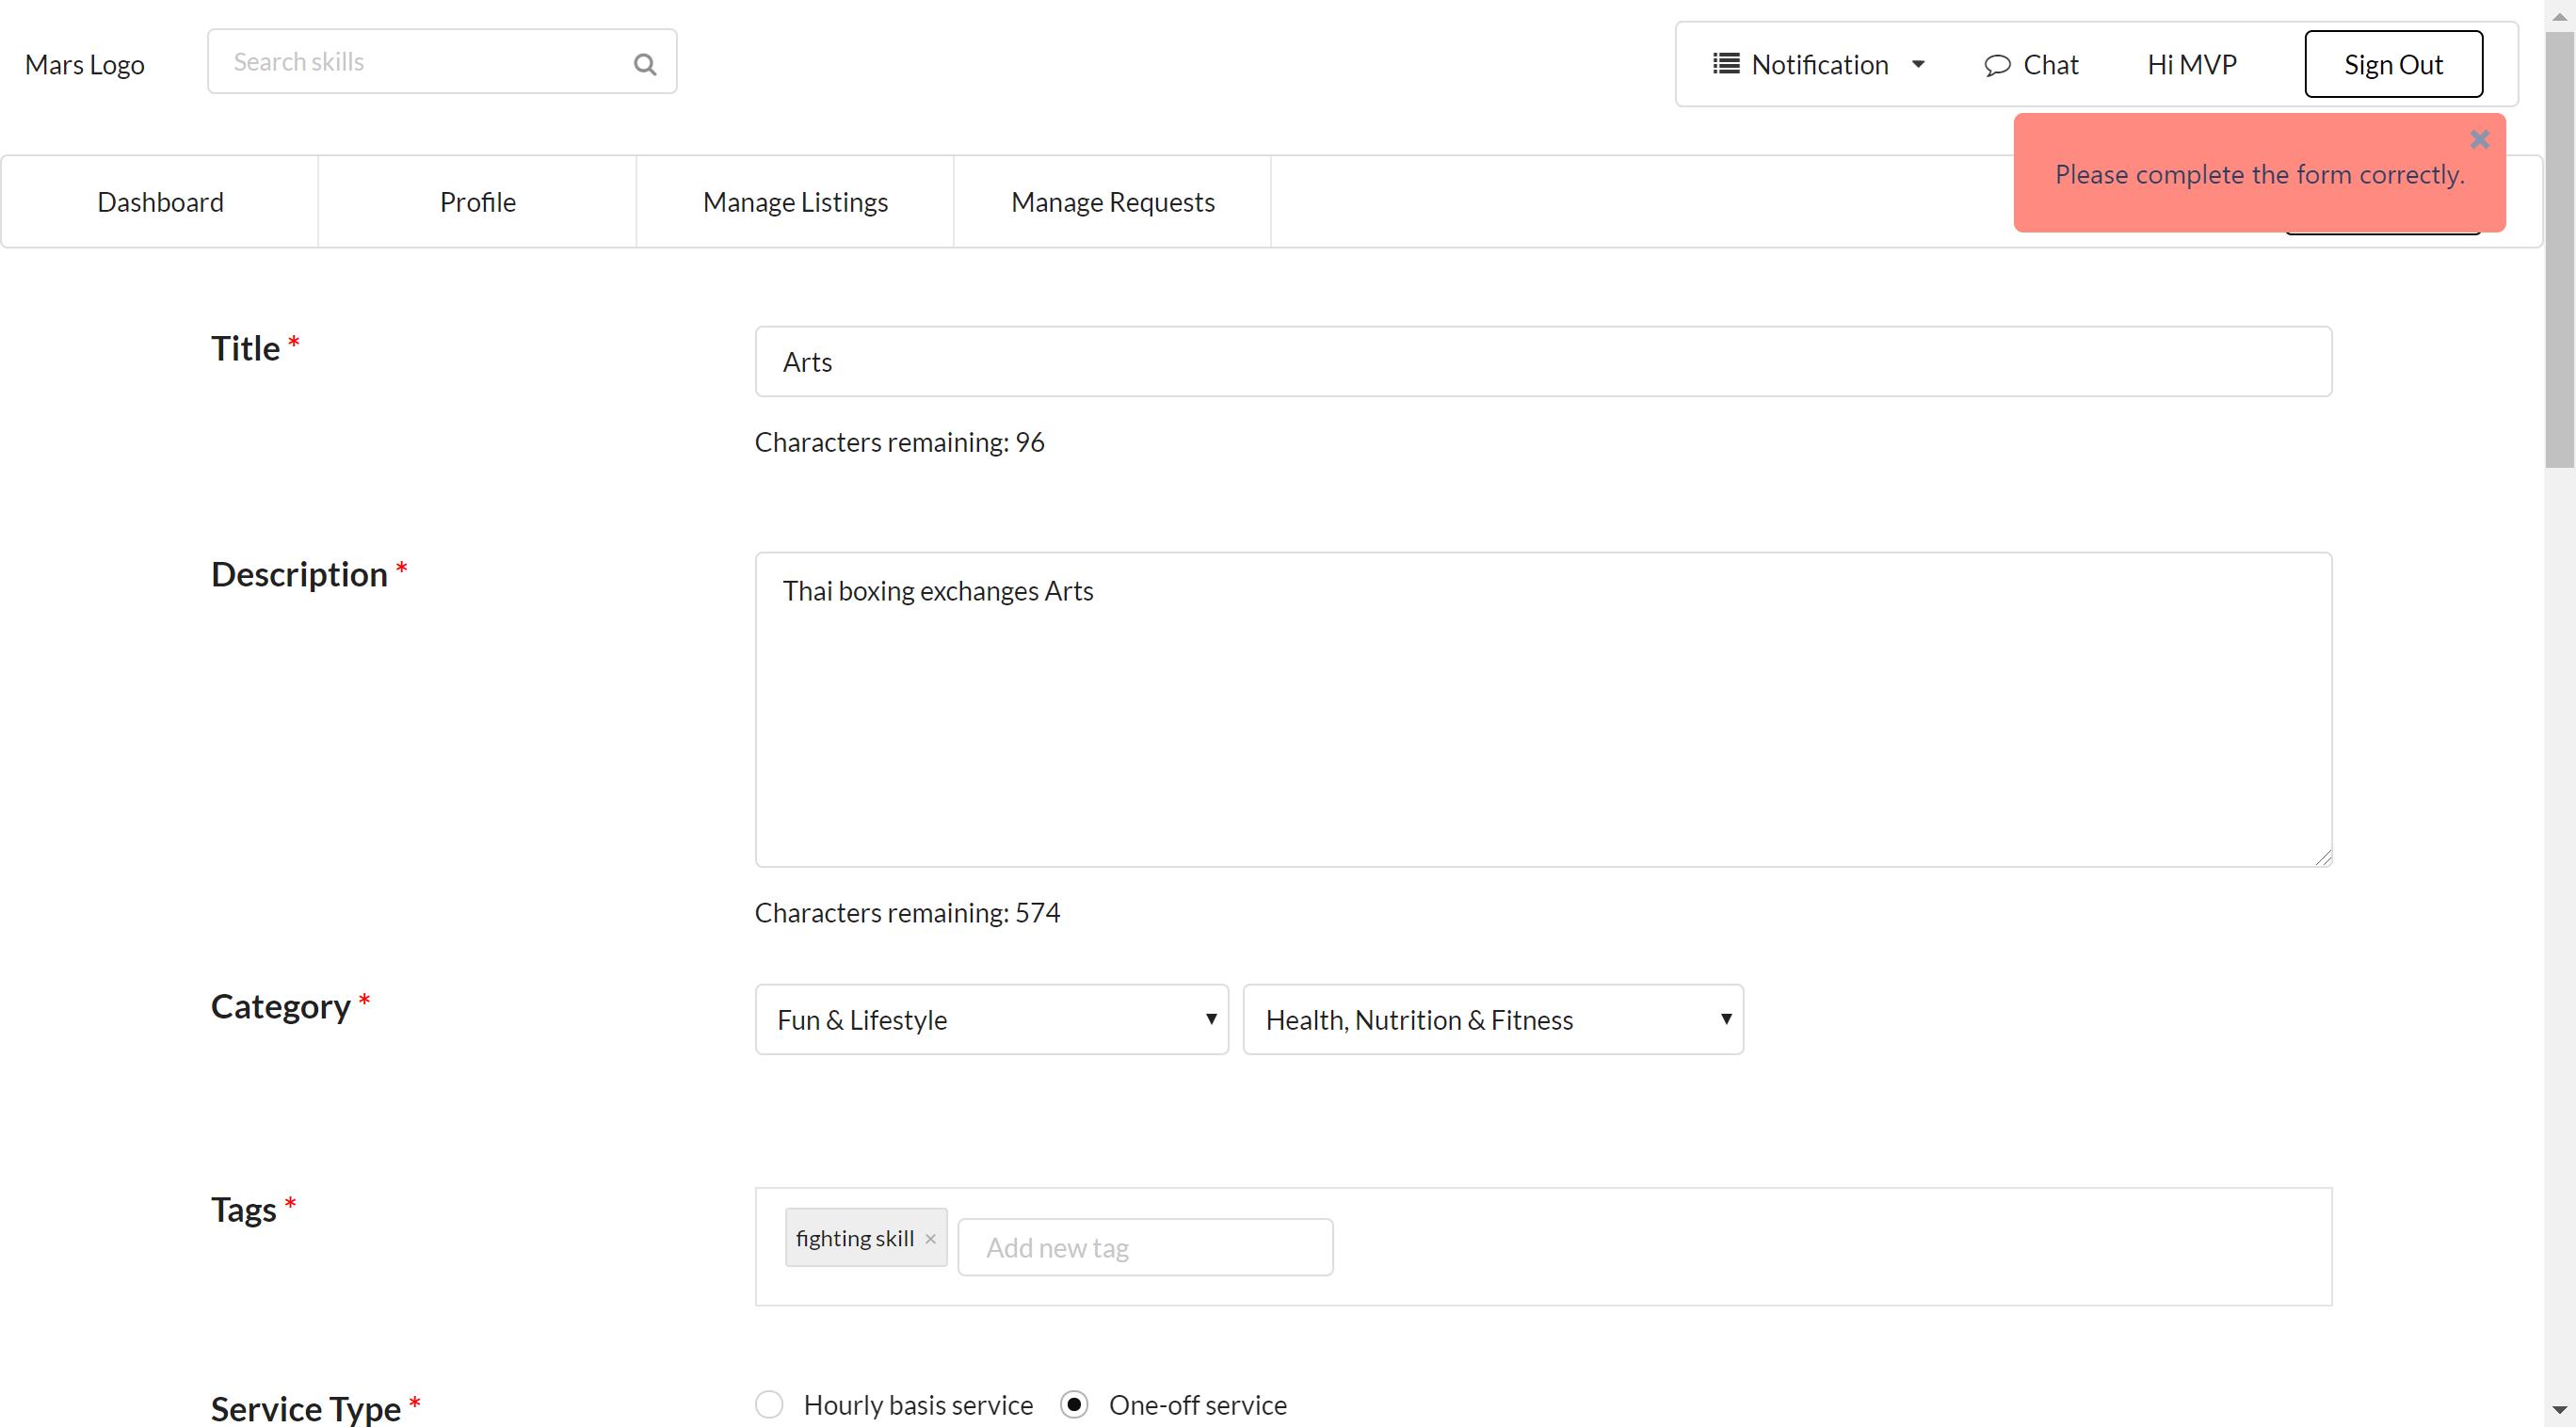 Mars Logo
Search skills
Notification
Chat
Hi MVP
Sign Out
Please complete the form correctly.
Dashboard
Profile
Manage Listings
Manage Requests
Title *
Arts
Characters remaining: 96
Description *
Thai boxing exchanges Arts
Characters remaining: 574
Category *
Fun & Lifestyle
Health, Nutrition & Fitness
Tags *
fighting skill ×
Add new tag
Service Type *
Hourly basis service
One-off service